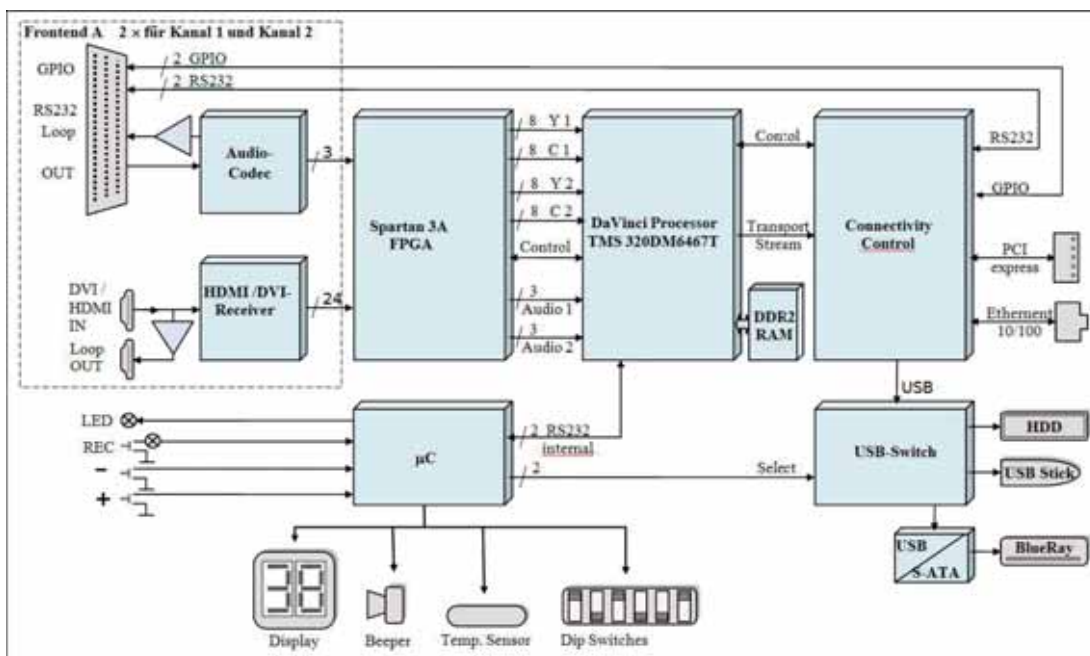 Frontend A 2 × für Kanal 1 und Kanal 2
GPIO
2 GPIO
2 RS232
RS232
Loop
OUT
Audio-
Codec
3
DVI /
HDMI
IN
Loop
OUT
HDMI /DVI-
Receiver
24
Spartan 3A
FPGA
8 Y 1
8 C 1
8 Y 2
8 C 2
Control
3
Audio 1
3
Audio 2
DaVinci Processor
TMS 320DM6467T
Contol
Transport
Stream
DDR2
RAM
Connectivity
Control
RS232
GPIO
PCI
express
Ethernent
10/100
USB
LED
REC
-
+
µC
2 RS232
internal
2
Select
USB-Switch
HDD
USB Stick
USB
S-ATA
BlueRay
38
Display
Beeper
Temp. Sensor
Dip Switches